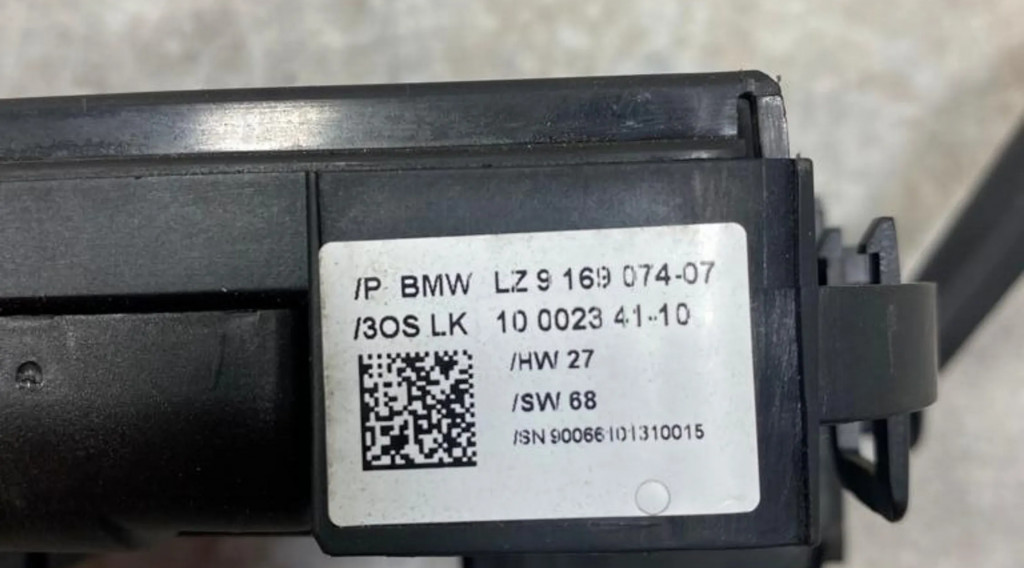 /P BMW LZ 9 169 074-07
/3OS LK 10 0023 41-10
/HW 27
/SW 68
/SN 90066101310015